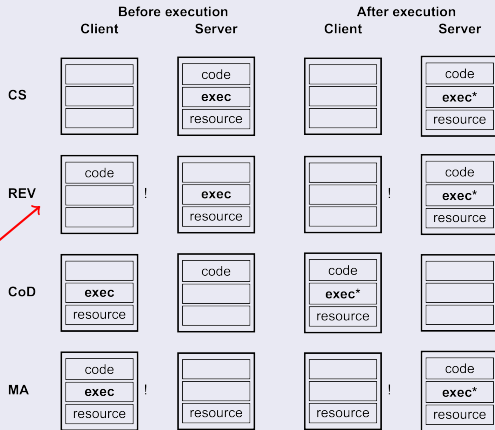 Before execution After execution
Client Server Client Server
code code
CS exec exec*
resource resource
code code
REV ! exec ! exec*
resource resource
code code
CoD exec exec*
resource resource
code code
MA exec ! ! exec*
resource resource resource resource